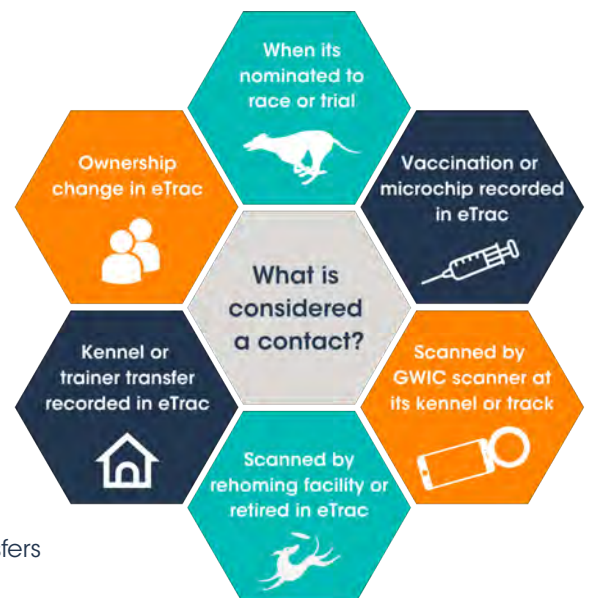 When its
nominated to
race or trial
Vaccination or
microchip recorded
in eTrac
Scanned by
GWIC scanner at
its kennel or track
Scanned by
rehoming facility or
retired in eTrac
Kennel or
trainer transfer
recorded in eTrac
Ownership
change in eTrac
What is
considered
a contact?
sfers